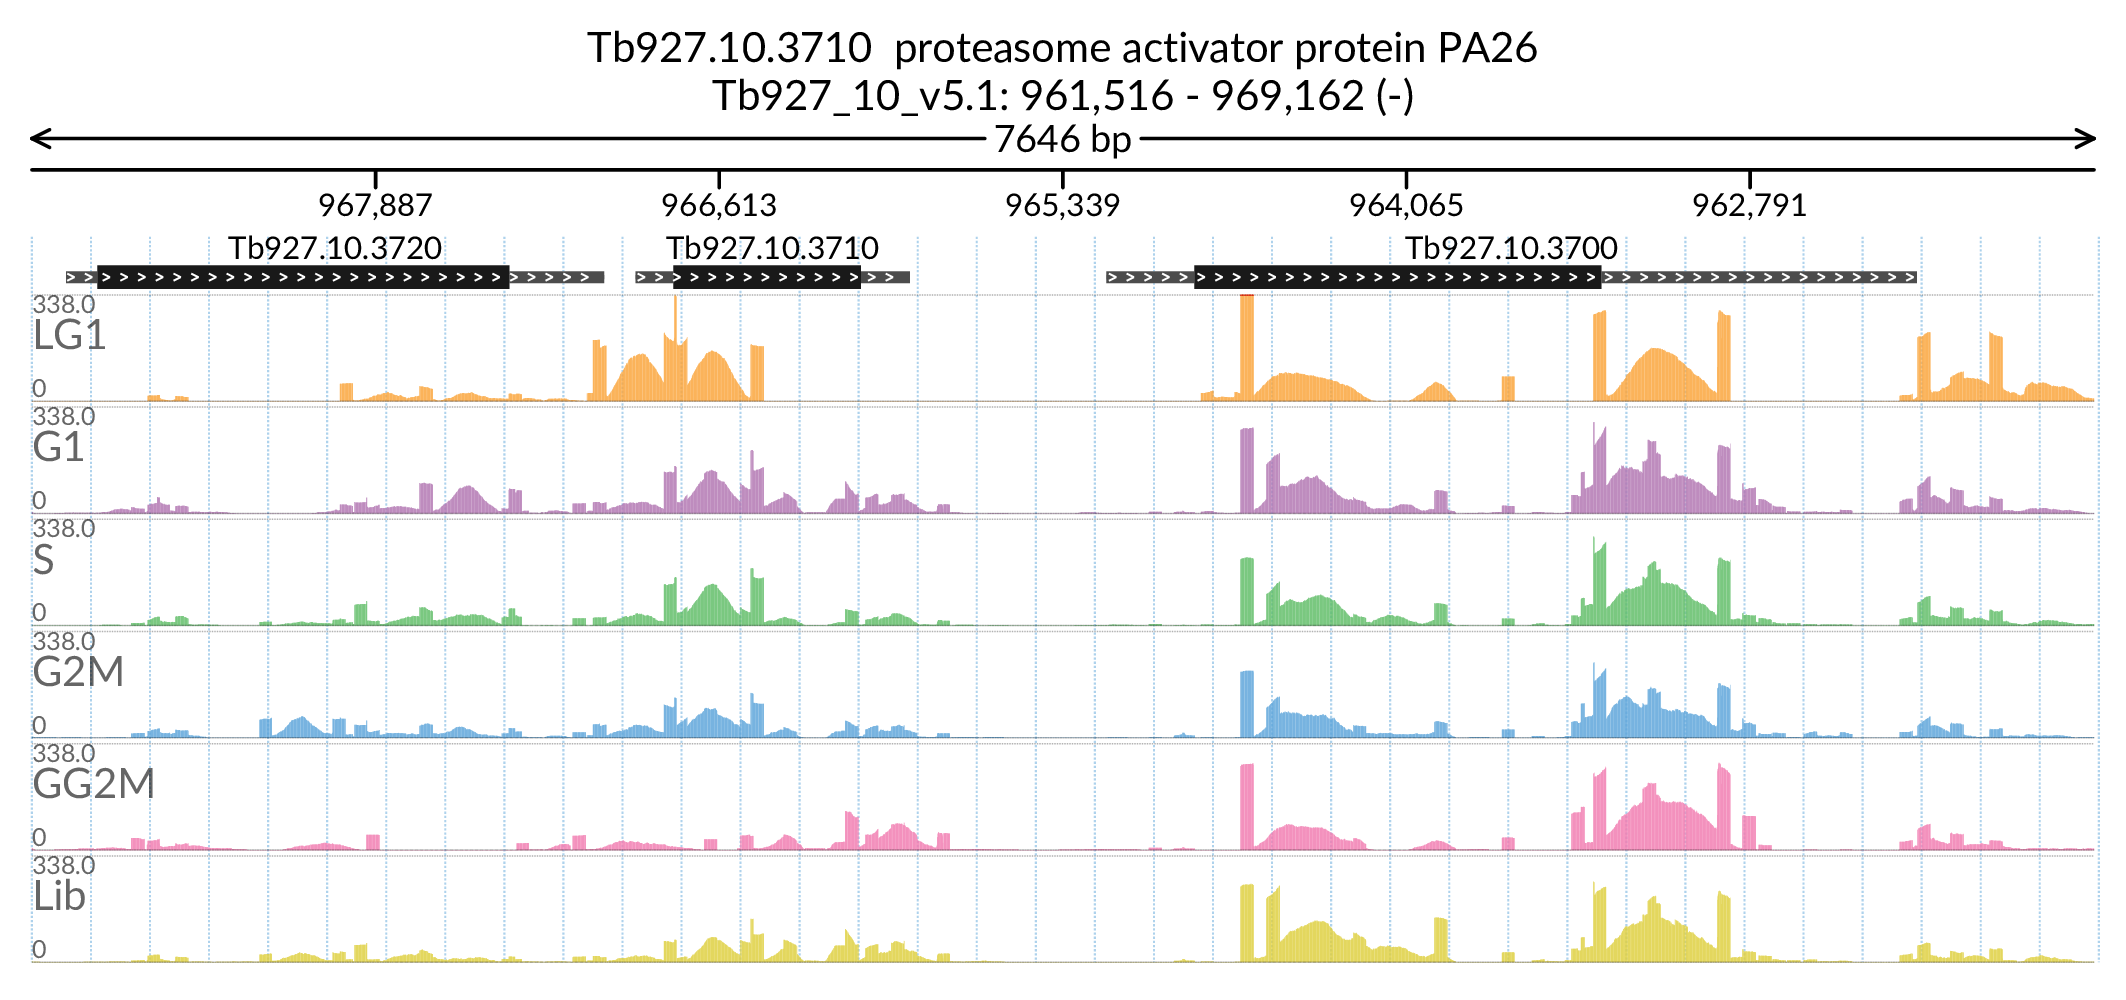 Tb927.10.3710 proteasome activator protein PA26
Tb927_10_v5.1: 961,516 - 969,162 (-)
7646 bp
967,887 966,613 965,339 964,065 962,791
Tb927.10.3720 Tb927.10.3710 Tb927.10.3700
338.0
LG1
0
338.0
G1
0
338.0
S
0
338.0
G2M
0
338.0
GG2M
0
338.0
Lib
0